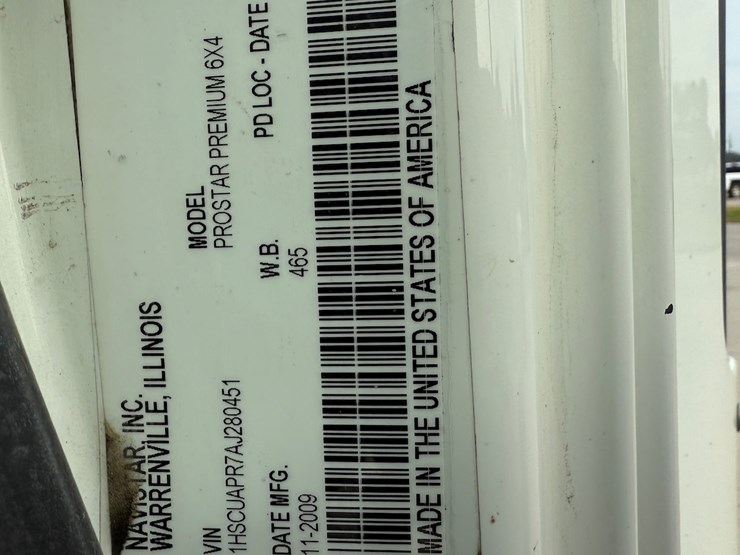 NAVISTAR, INC.
WARRENVILLE, ILLINOIS
VIN MODEL
1HSCUAPR7AJ280451 PROSTAR PREMIUM 6X4
DATE MFG. W.B. PD LOC - DATE
11-2009 465
MADE IN THE UNITED STATES OF AMERICA